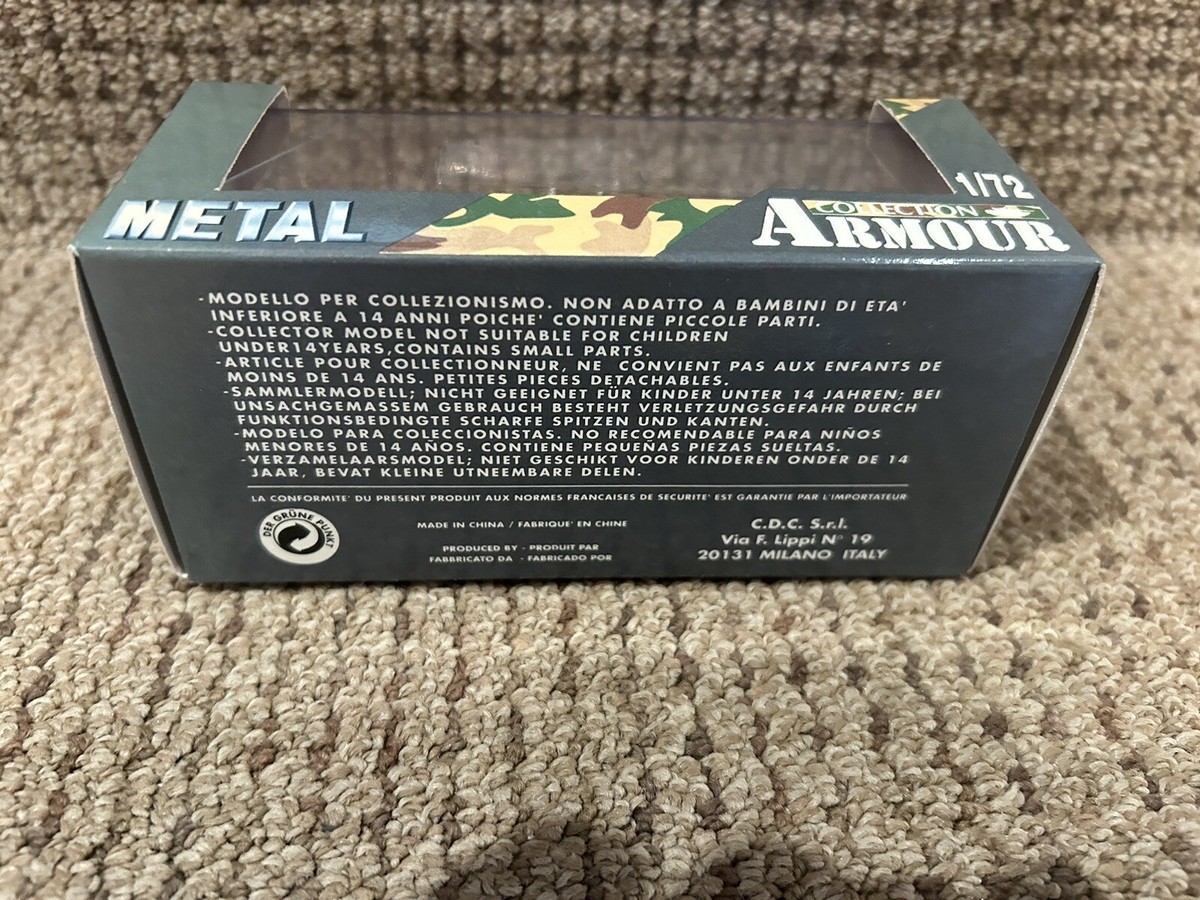 1/72
METAL
COLLECTION
ARMOUR
-MODELLO PER COLLEZIONISMO. NON ADATTO A BAMBINI DI ETA'
INFERIORE A 14 ANNI POICHE' CONTIENE PICCOLE PARTI.
-COLLECTOR MODEL NOT SUITABLE FOR CHILDREN
UNDER14YEARS,CONTAINS SMALL PARTS.
-ARTICLE POUR COLLECTIONNEUR, NE CONVIENT PAS AUX ENFANTS DE
MOINS DE 14 ANS. PETITES PIECES DETACHABLES.
-SAMMLERMODELL; NICHT GEEIGNET FÜR KINDER UNTER 14 JAHREN; BEI
UNSACHGEMASSEM GEBRAUCH BESTEHT VERLETZUNGSGEFAHR DURCH
FUNKTIONSBEDINGTE SCHARFE SPITZEN UND KANTEN.
-MODELO PARA COLECCIONISTAS. NO RECOMENDABLE PARA NIÑOS
MENORES DE 14 AÑOS. CONTIENE PEQUEÑAS PIEZAS SUELTAS.
-VERZAMELAARSMODEL; NIET GESCHIKT VOOR KINDEREN ONDER DE 14
JAAR, BEVAT KLEINE UTNEEMBARE DELEN.
LA CONFORMITE' DU PRESENT PRODUIT AUX NORMES FRANCAISES DE SECURITE' EST GARANTIE PAR L'IMPORTATEUR
DER GRÜNE PUNKT
MADE IN CHINA / FABRIQUE' EN CHINE
PRODUCED BY - PRODUIT PAR
FABBRICATO DA - FABRICADO POR
C.D.C. S.r.l.
Via F. Lippi N° 19
20131 MILANO ITALY